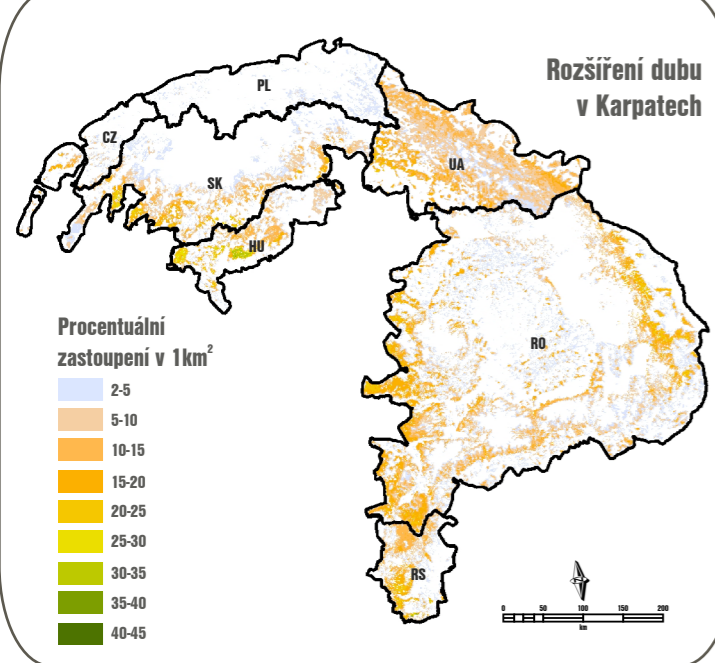 Rozšíření dubu
v Karpatech
PL
CZ
UA
SK
HU
RO
RS
Procentuální
zastoupení v 1km²
2-5
5-10
10-15
15-20
20-25
25-30
30-35
35-40
40-45
0 50 100 150 200
km